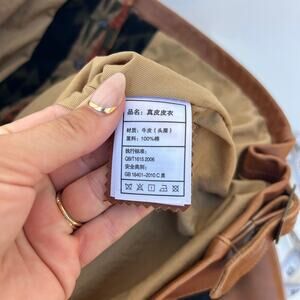 品名：真皮皮衣
材质：牛皮（头层）
里料：100%棉
执行标准：
QB/T1615 2006
安全类别：
GB 18401-2010 C类